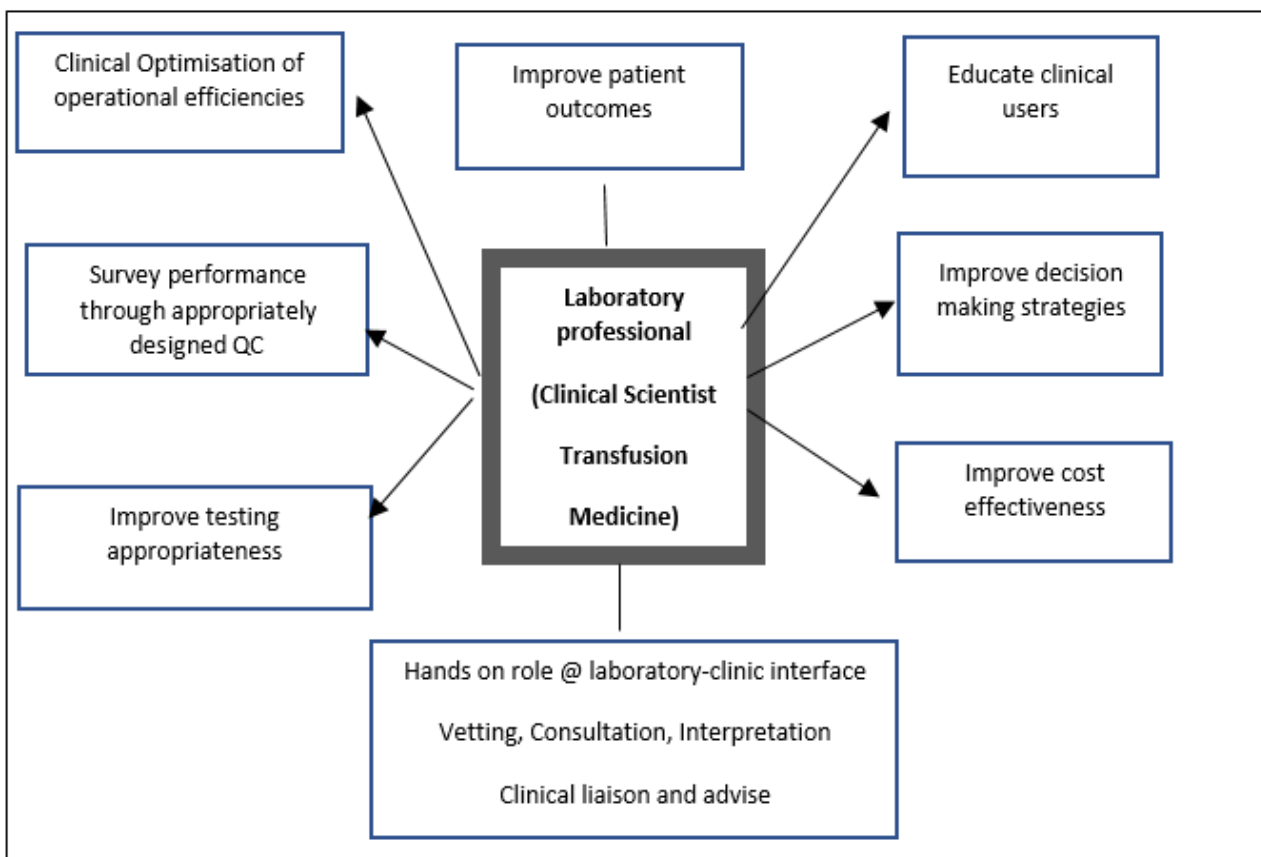 Clinical Optimisation of
operational efficiencies
Improve patient
outcomes
Educate clinical
users
Survey performance
through appropriately
designed QC
Laboratory
professional
(Clinical Scientist
Transfusion
Medicine)
Improve decision
making strategies
Improve testing
appropriateness
Improve cost
effectiveness
Hands on role @ laboratory-clinic interface
Vetting, Consultation, Interpretation
Clinical liaison and advise